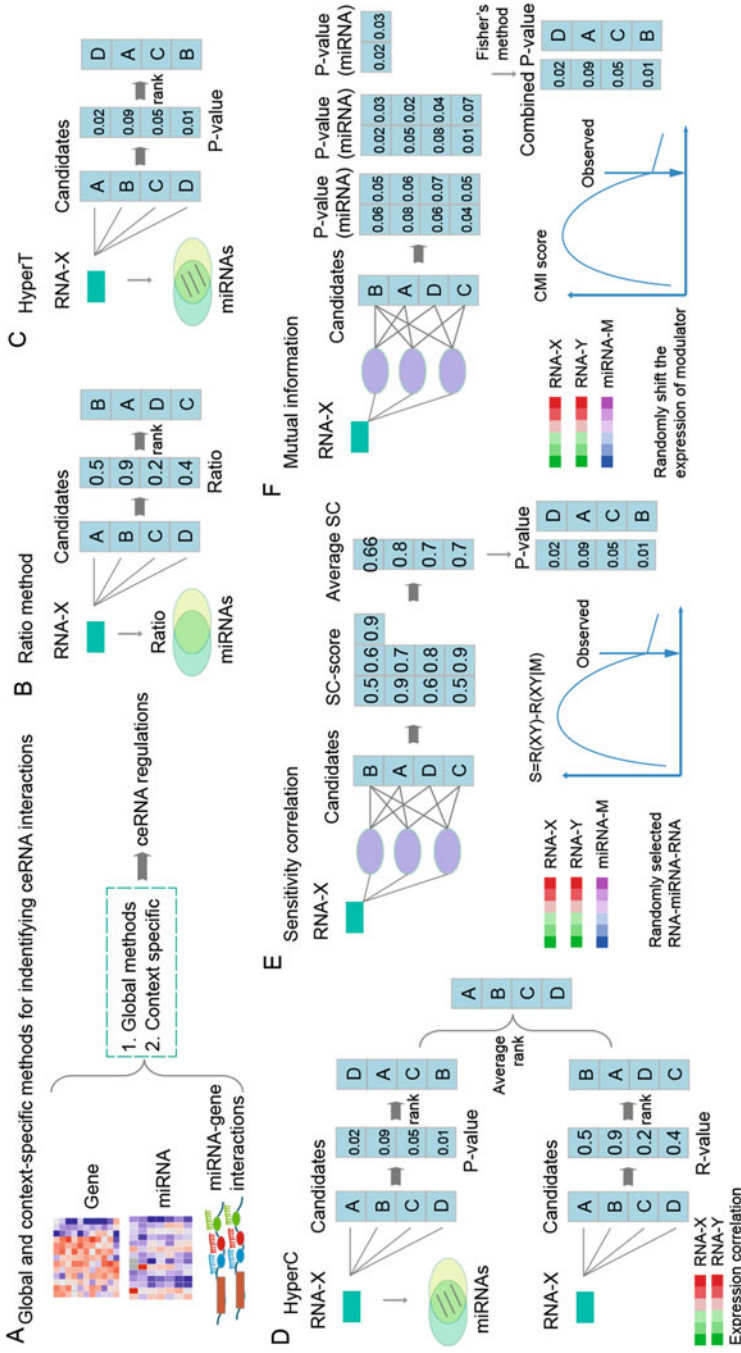 A Global and context-specific methods for indentifying ceRNA interactions
Gene
miRNA
miRNA-gene
interactions
1. Global methods
2. Context specific
ceRNA regulations
B
Ratio method
RNA-X
Ratio
miRNAs
Candidates
A
B
C
D
0.5
0.9
0.2
0.4
Ratio
rank
B
A
D
C
C
HyperT
RNA-X
miRNAs
Candidates
A
B
C
D
0.02
0.09
0.05
0.01
P-value
rank
D
A
C
B
D
HyperC
RNA-X
miRNAs
Candidates
A
B
C
D
0.02
0.09
0.05
0.01
P-value
rank
D
A
C
B
RNA-X
Candidates
A
B
C
D
0.5
0.9
0.2
0.4
R-value
rank
B
A
D
C
RNA-X
RNA-Y
Expression correlation
Average
rank
A
B
C
D
E
Sensitivity correlation
RNA-X
Candidates
B
A
D
C
SC-score
0.5 0.6 0.9
0.9 0.7
0.6 0.8
0.5 0.9
Average SC
0.66
0.8
0.7
0.7
RNA-X
RNA-Y
miRNA-M
Randomly selected
RNA-miRNA-RNA
S=R(XY)-R(XY|M)
Observed
P-value
0.02 D
0.09 A
0.05 C
0.01 B
F
Mutual information
RNA-X
Candidates
B
A
D
C
P-value
(miRNA)
0.06 0.05
0.08 0.06
0.06 0.07
0.04 0.05
P-value
(miRNA)
0.02 0.03
0.05 0.02
0.08 0.04
0.01 0.07
P-value
(miRNA)
0.02 0.03
Fisher's
method
RNA-X
RNA-Y
miRNA-M
Randomly shift the
expression of modulator
CMI score
Observed
Combined P-value
0.02 D
0.09 A
0.05 C
0.01 B